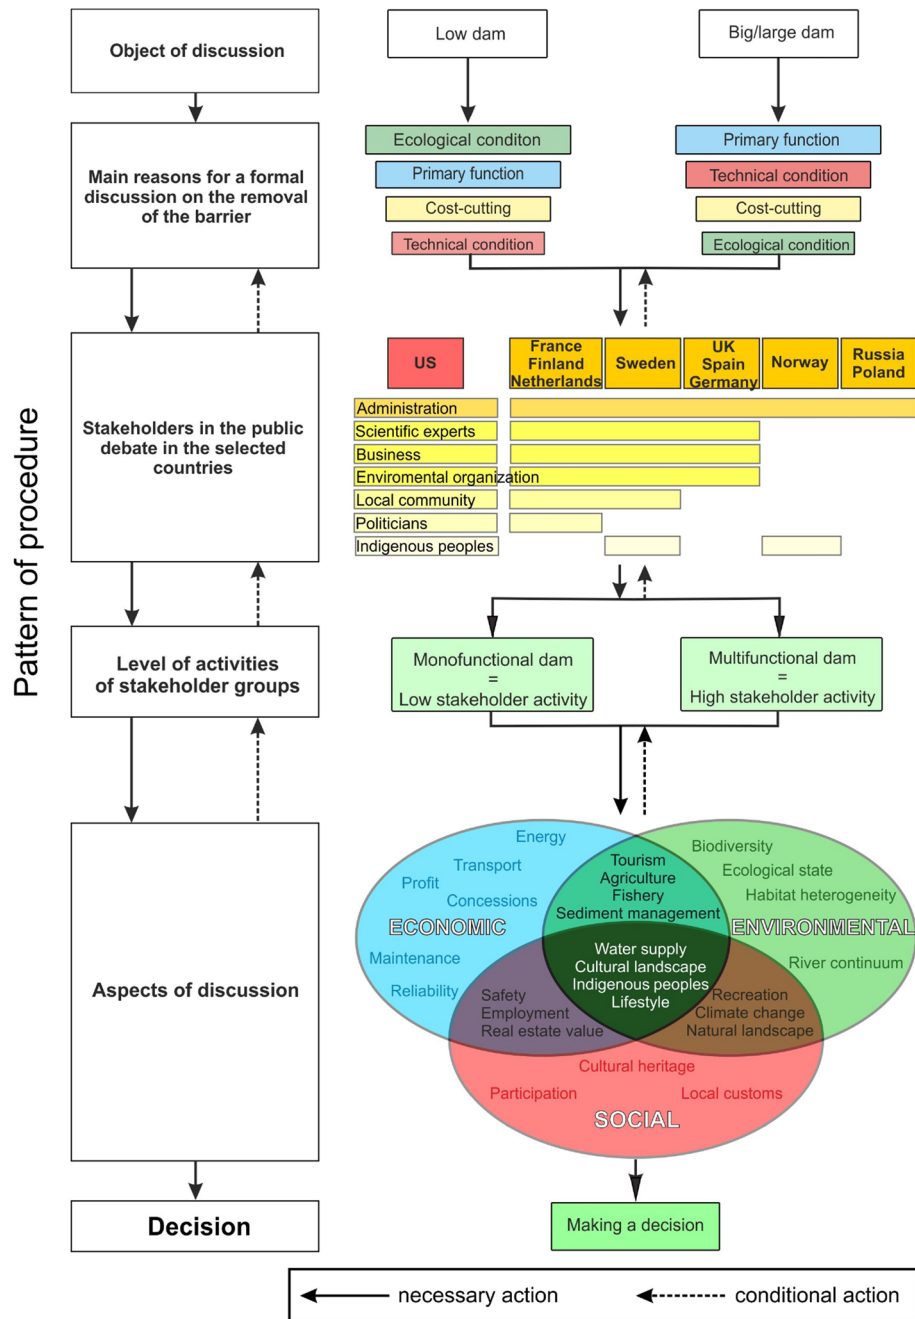 Pattern of procedure
Object of discussion
Low dam
Big/large dam
Main reasons for a formal
discussion on the removal
of the barrier
Ecological conditon
Primary function
Cost-cutting
Technical condition
Primary function
Technical condition
Cost-cutting
Ecological condition
Stakeholders in the public
debate in the selected
countries
US
France
Finland
Netherlands
Sweden
UK
Spain
Germany
Norway
Russia
Poland
Administration
Scientific experts
Business
Enviromental organization
Local community
Politicians
Indigenous peoples
Level of activities
of stakeholder groups
Monofunctional dam
=
Low stakeholder activity
Multifunctional dam
=
High stakeholder activity
Aspects of discussion
Energy
Transport
Profit
Concessions
ECONOMIC
Maintenance
Reliability
Tourism
Agriculture
Fishery
Sediment management
Biodiversity
Ecological state
Habitat heterogeneity
ENVIRONMENTAL
River continuum
Water supply
Cultural landscape
Indigenous peoples
Lifestyle
Safety
Employment
Real estate value
Recreation
Climate change
Natural landscape
Cultural heritage
Participation
Local customs
SOCIAL
Decision
Making a decision
necessary action
conditional action